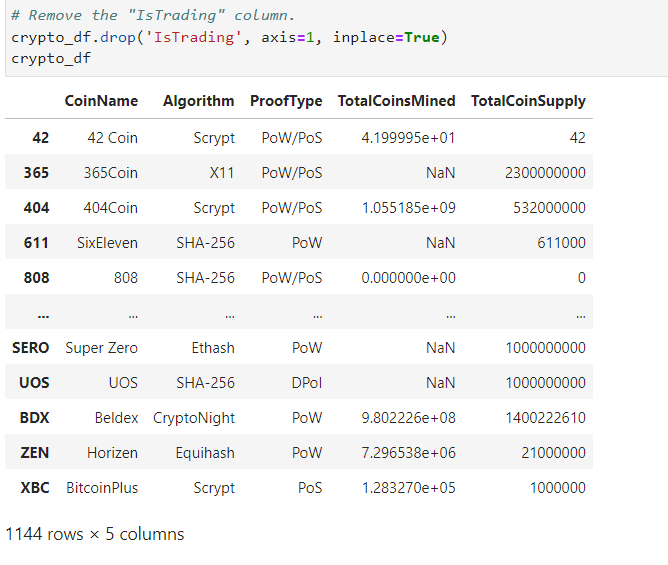 # Remove the "IsTrading" column.
crypto_df.drop('IsTrading', axis=1, inplace=True)
crypto_df
CoinName Algorithm ProofType TotalCoinsMined TotalCoinSupply
42 42 Coin Scrypt PoW/PoS 4.199995e+01 42
365 365Coin X11 PoW/PoS NaN 2300000000
404 404Coin Scrypt PoW/PoS 1.055185e+09 532000000
611 SixEleven SHA-256 PoW NaN 611000
808 808 SHA-256 PoW/PoS 0.000000e+00 0
... ... ... ... ... ...
SERO Super Zero Ethash PoW NaN 1000000000
UOS UOS SHA-256 DPoI NaN 1000000000
BDX Beldex CryptoNight PoW 9.802226e+08 1400222610
ZEN Horizen Equihash PoW 7.296538e+06 21000000
XBC BitcoinPlus Scrypt PoS 1.283270e+05 1000000
1144 rows × 5 columns